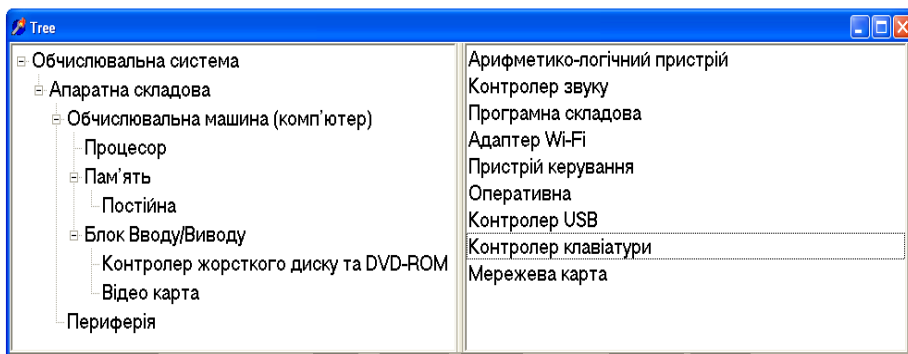 Tree
Обчислювальна система
Апаратна складова
Обчислювальна машина (комп'ютер)
Процесор
Пам'ять
Постійна
Блок Вводу/Виводу
Контролер жорсткого диску та DVD-ROM
Відео карта
Периферія
Арифметико-логічний пристрій
Контролер звуку
Програмна складова
Адаптер Wi-Fi
Пристрій керування
Оперативна
Контролер USB
Контролер клавіатури
Мережева карта